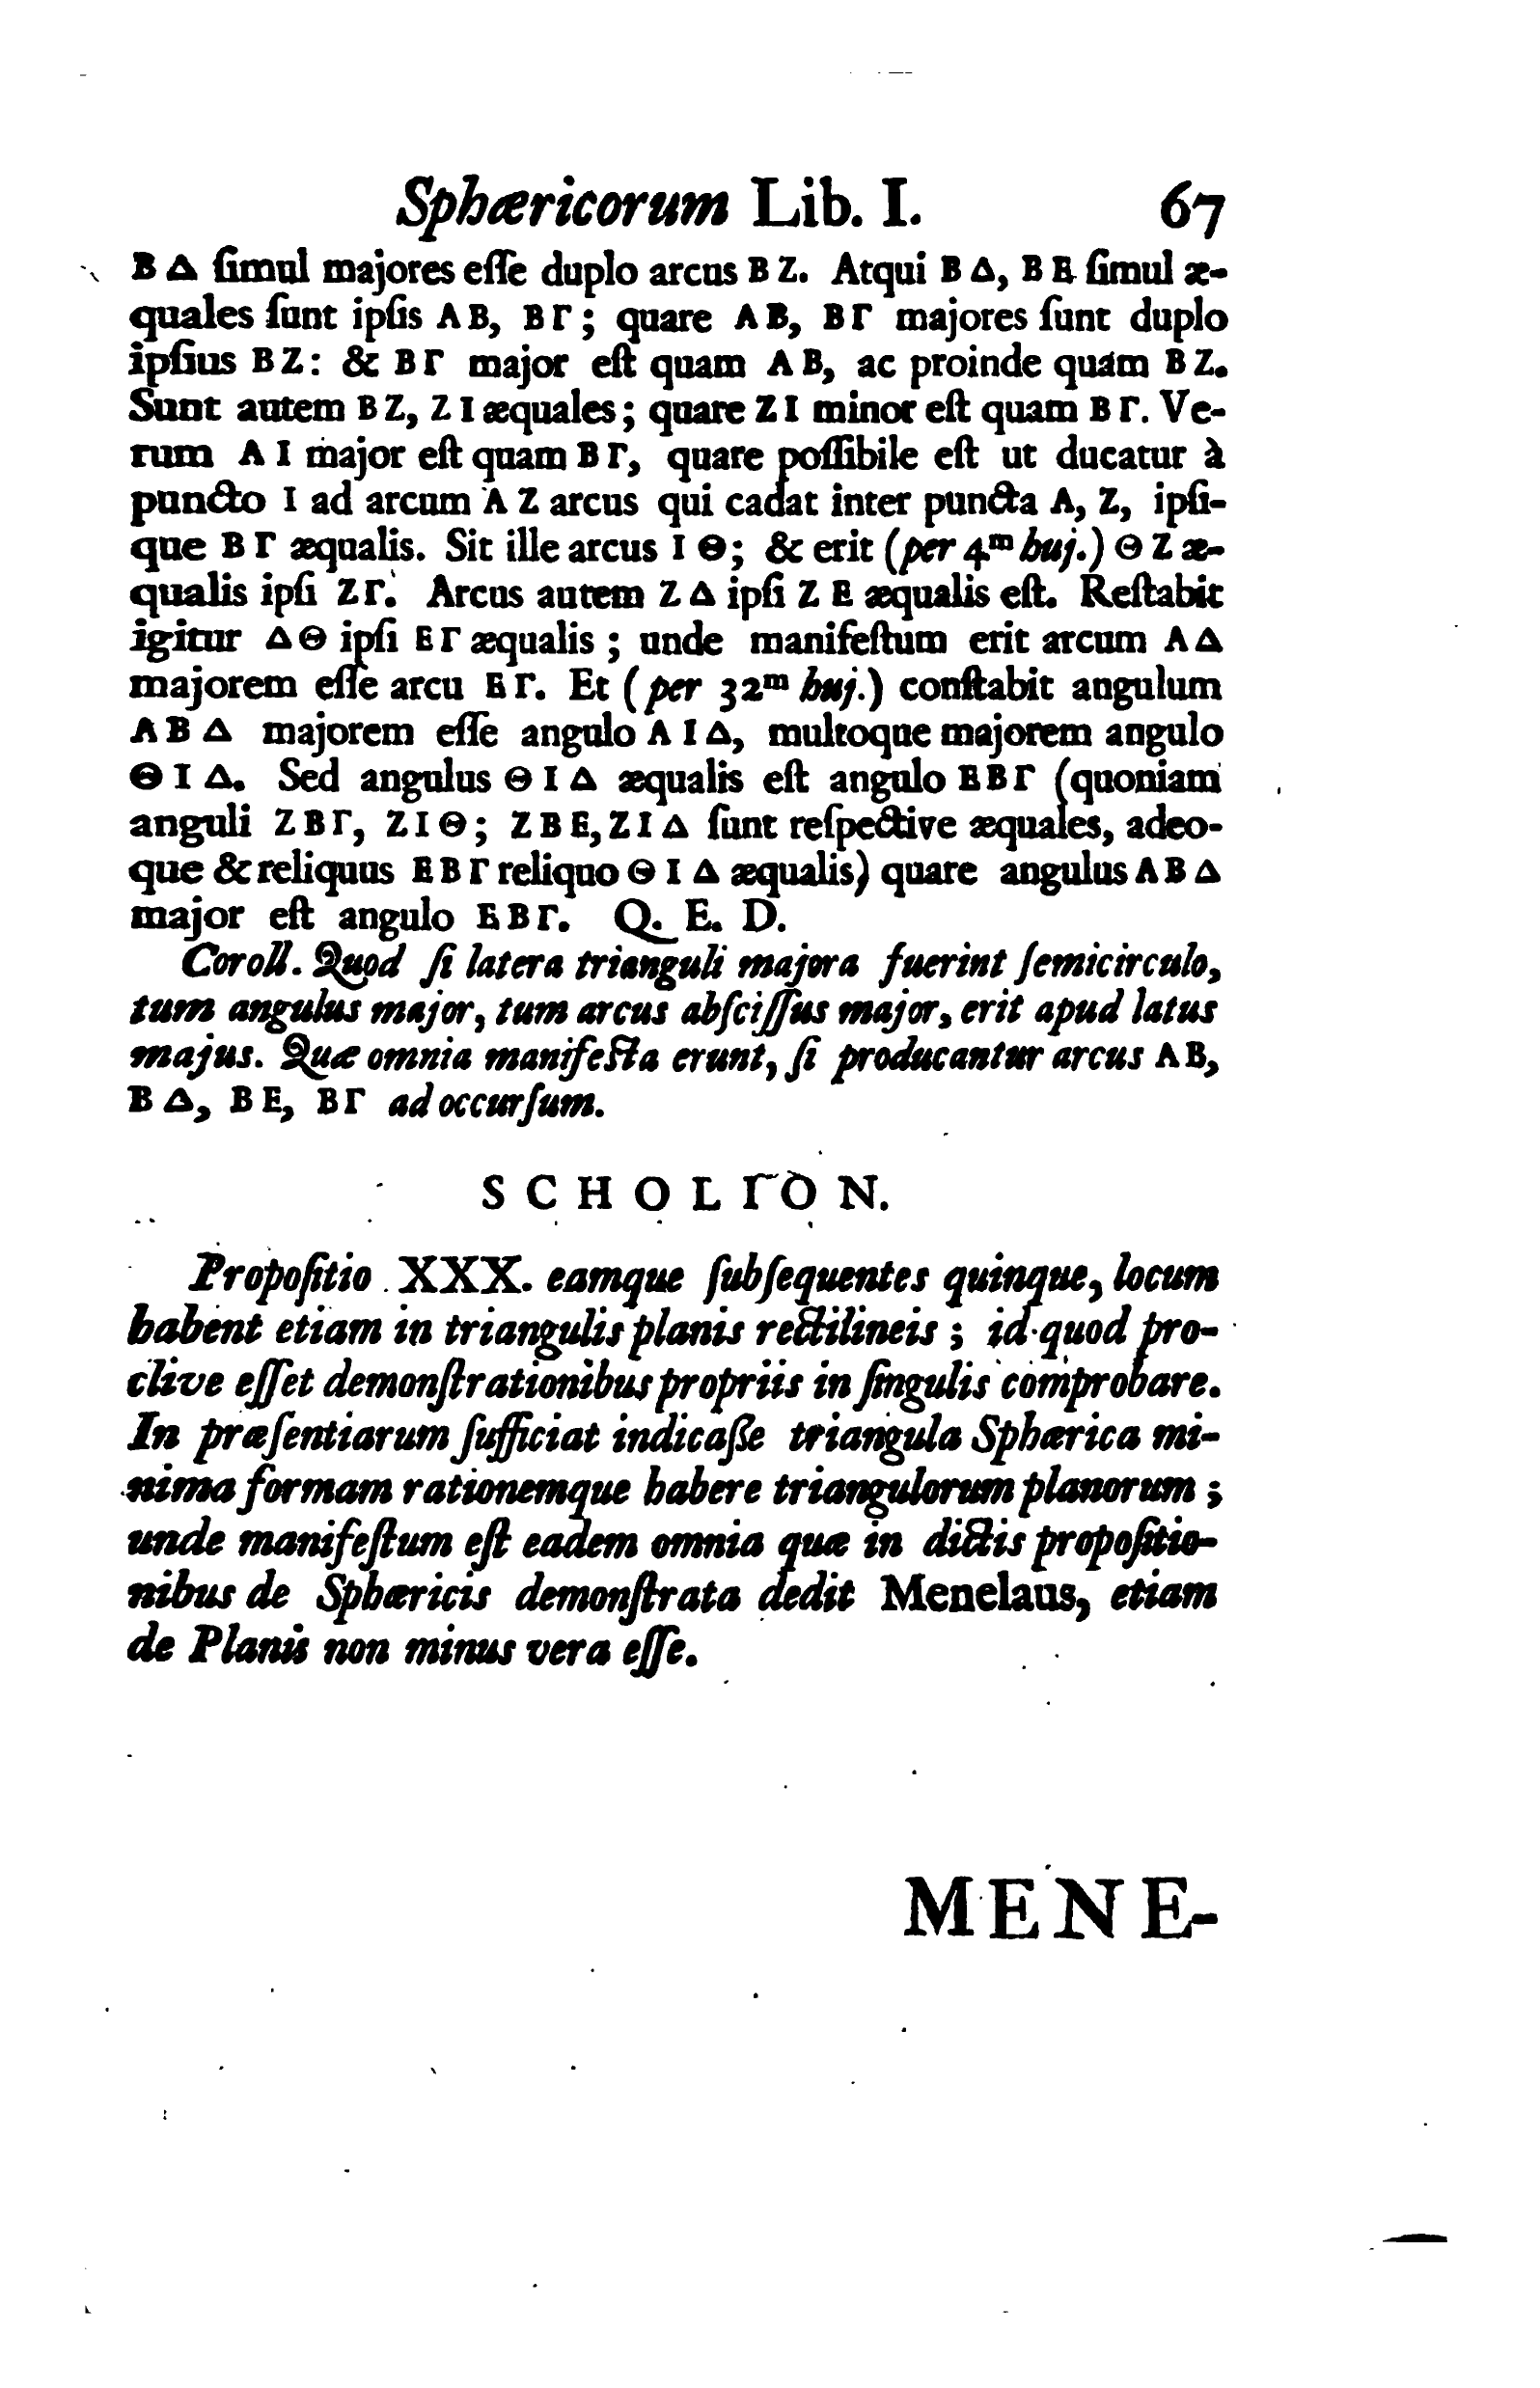 Sphæricorum Lib. I. 67
Β Δ ſimul majores eſſe duplo arcus Β Ζ. Atqui Β Δ, Β Ε ſimul æ-
quales ſunt ipſis Α Β, Β Γ; quare Α Β, Β Γ majores ſunt duplo
ipſius Β Ζ: & Β Γ major eſt quam Α Β, ac proinde quam Β Ζ.
Sunt autem Β Ζ, Ζ Ι æquales; quare Ζ Ι minor eſt quam Β Γ. Ve-
rum Α Ι major eſt quam Β Γ, quare poſſibile eſt ut ducatur à
puncto Ι ad arcum Α Ζ arcus qui cadat inter puncta Α, Ζ, ipſi-
que Β Γ æqualis. Sit ille arcus Ι Θ; & erit (per 4ᵐ huj.) Θ Ζ æ-
qualis ipſi Ζ Γ. Arcus autem Ζ Δ ipſi Ζ Ε æqualis eſt. Reſtabit
igitur Δ Θ ipſi Ε Γ æqualis; unde manifeſtum erit arcum Α Δ
majorem eſſe arcu Ε Γ. Et (per 32ᵐ huj.) conſtabit angulum
Α Β Δ majorem eſſe angulo Α Ι Δ, multoque majorem angulo
Θ Ι Δ. Sed angulus Θ Ι Δ æqualis eſt angulo Ε Β Γ (quoniam
anguli Ζ Β Γ, Ζ Ι Θ; Ζ Β Ε, Ζ Ι Δ ſunt reſpective æquales, adeo-
que & reliquus Ε Β Γ reliquo Θ Ι Δ æqualis) quare angulus Α Β Δ
major eſt angulo Ε Β Γ. Q. E. D.
Coroll. Quod ſi latera trianguli majora fuerint ſemicirculo,
tum angulus major, tum arcus abſciſſus major, erit apud latus
majus. Quæ omnia manifeſta erunt, ſi producantur arcus Α Β,
Β Δ, Β Ε, Β Γ ad occurſum.
SCHOLION.
Propoſitio XXX. eamque ſubſequentes quinque, locum
habent etiam in triangulis planis rectilineis; id quod pro-
clive eſſet demonſtrationibus propriis in ſingulis comprobare.
In præſentiarum ſufficiat indicaße triangula Sphærica mi-
nima formam rationemque habere triangulorum planorum;
unde manifeſtum eſt eadem omnia quæ in dictis propoſitio-
nibus de Sphæricis demonſtrata dedit Menelaus, etiam
de Planis non minus vera eſſe.
MENE-